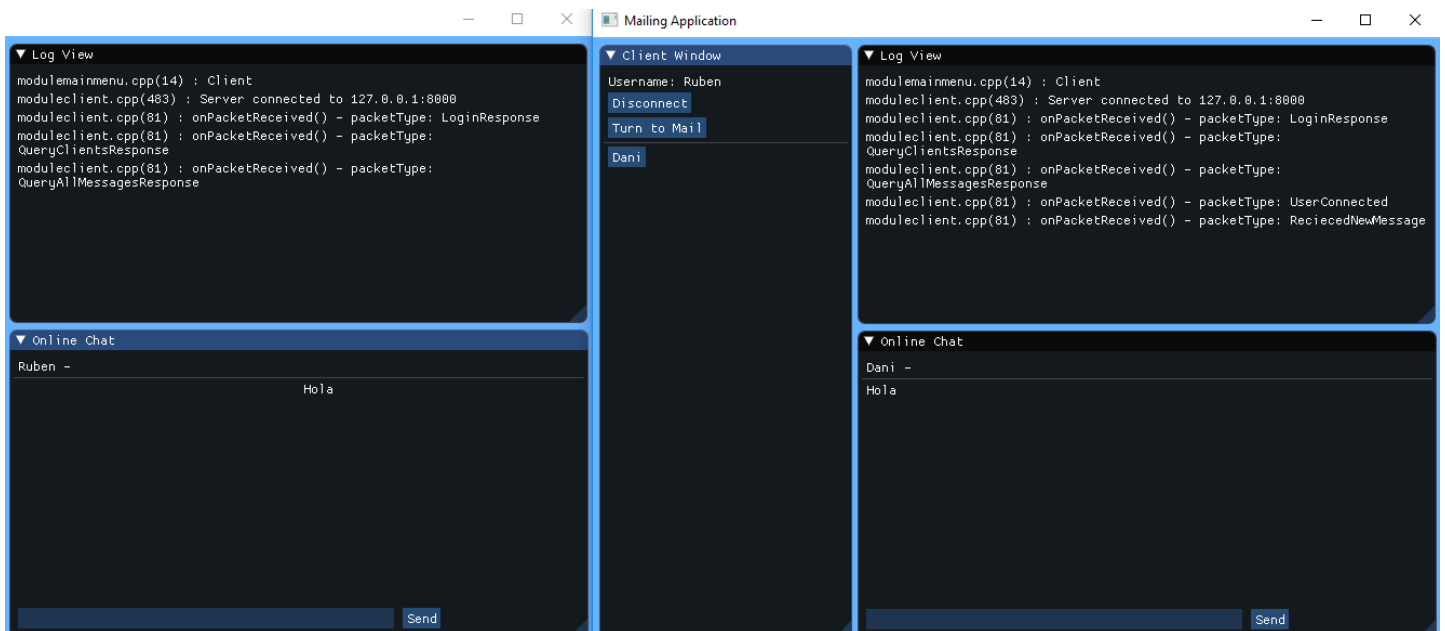 Log View
modulemainmenu.cpp(14) : Client
moduleclient.cpp(483) : Server connected to 127.0.0.1:8000
moduleclient.cpp(81) : onPacketReceived() - packetType: LoginResponse
moduleclient.cpp(81) : onPacketReceived() - packetType:
QueryClientsResponse
moduleclient.cpp(81) : onPacketReceived() - packetType:
QueryAllMessagesResponse
Online Chat
Ruben -
Hola
Send
Mailing Application
Client Window
Username: Ruben
Disconnect
Turn to Mail
Dani
Log View
modulemainmenu.cpp(14) : Client
moduleclient.cpp(483) : Server connected to 127.0.0.1:8000
moduleclient.cpp(81) : onPacketReceived() - packetType: LoginResponse
moduleclient.cpp(81) : onPacketReceived() - packetType:
QueryClientsResponse
moduleclient.cpp(81) : onPacketReceived() - packetType:
QueryAllMessagesResponse
moduleclient.cpp(81) : onPacketReceived() - packetType: UserConnected
moduleclient.cpp(81) : onPacketReceived() - packetType: ReciecedNewMessage
Online Chat
Dani -
Hola
Send